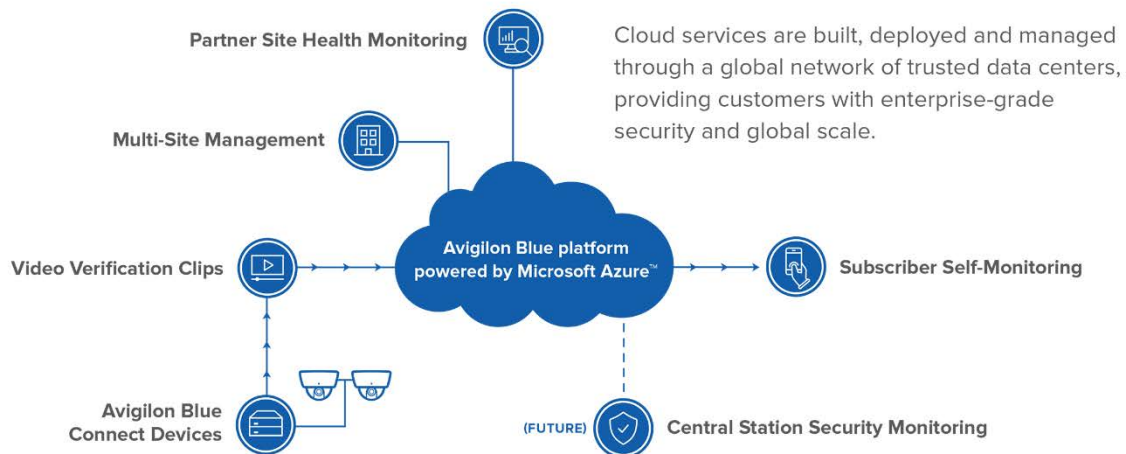 Partner Site Health Monitoring
Cloud services are built, deployed and managed
through a global network of trusted data centers,
providing customers with enterprise-grade
security and global scale.
Multi-Site Management
Avigilon Blue platform
powered by Microsoft Azure™
Video Verification Clips
Subscriber Self-Monitoring
Avigilon Blue
Connect Devices
(FUTURE)
Central Station Security Monitoring